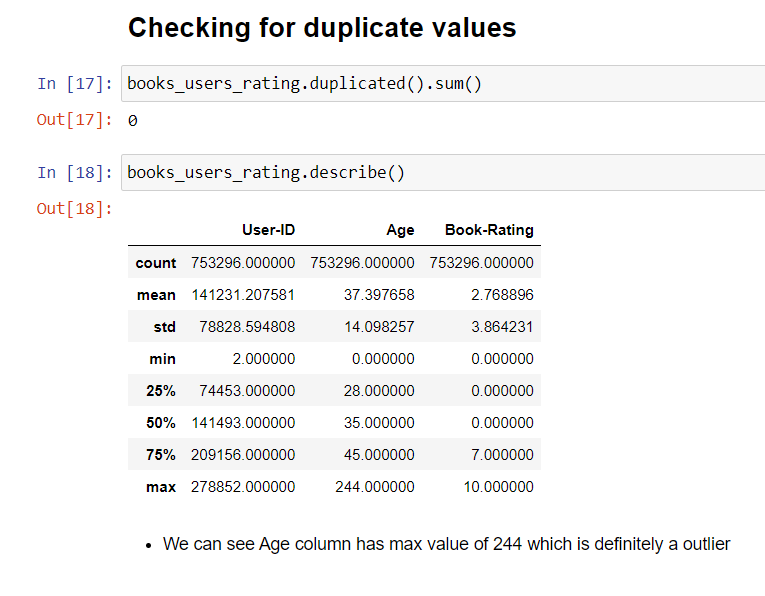 Checking for duplicate values
In [17]: books_users_rating.duplicated().sum()
Out[17]: 0
In [18]: books_users_rating.describe()
Out[18]:
User-ID Age Book-Rating
count 753296.000000 753296.000000 753296.000000
mean 141231.207581 37.397658 2.768896
std 78828.594808 14.098257 3.864231
min 2.000000 0.000000 0.000000
25% 74453.000000 28.000000 0.000000
50% 141493.000000 35.000000 0.000000
75% 209156.000000 45.000000 7.000000
max 278852.000000 244.000000 10.000000
• We can see Age column has max value of 244 which is definitely a outlier